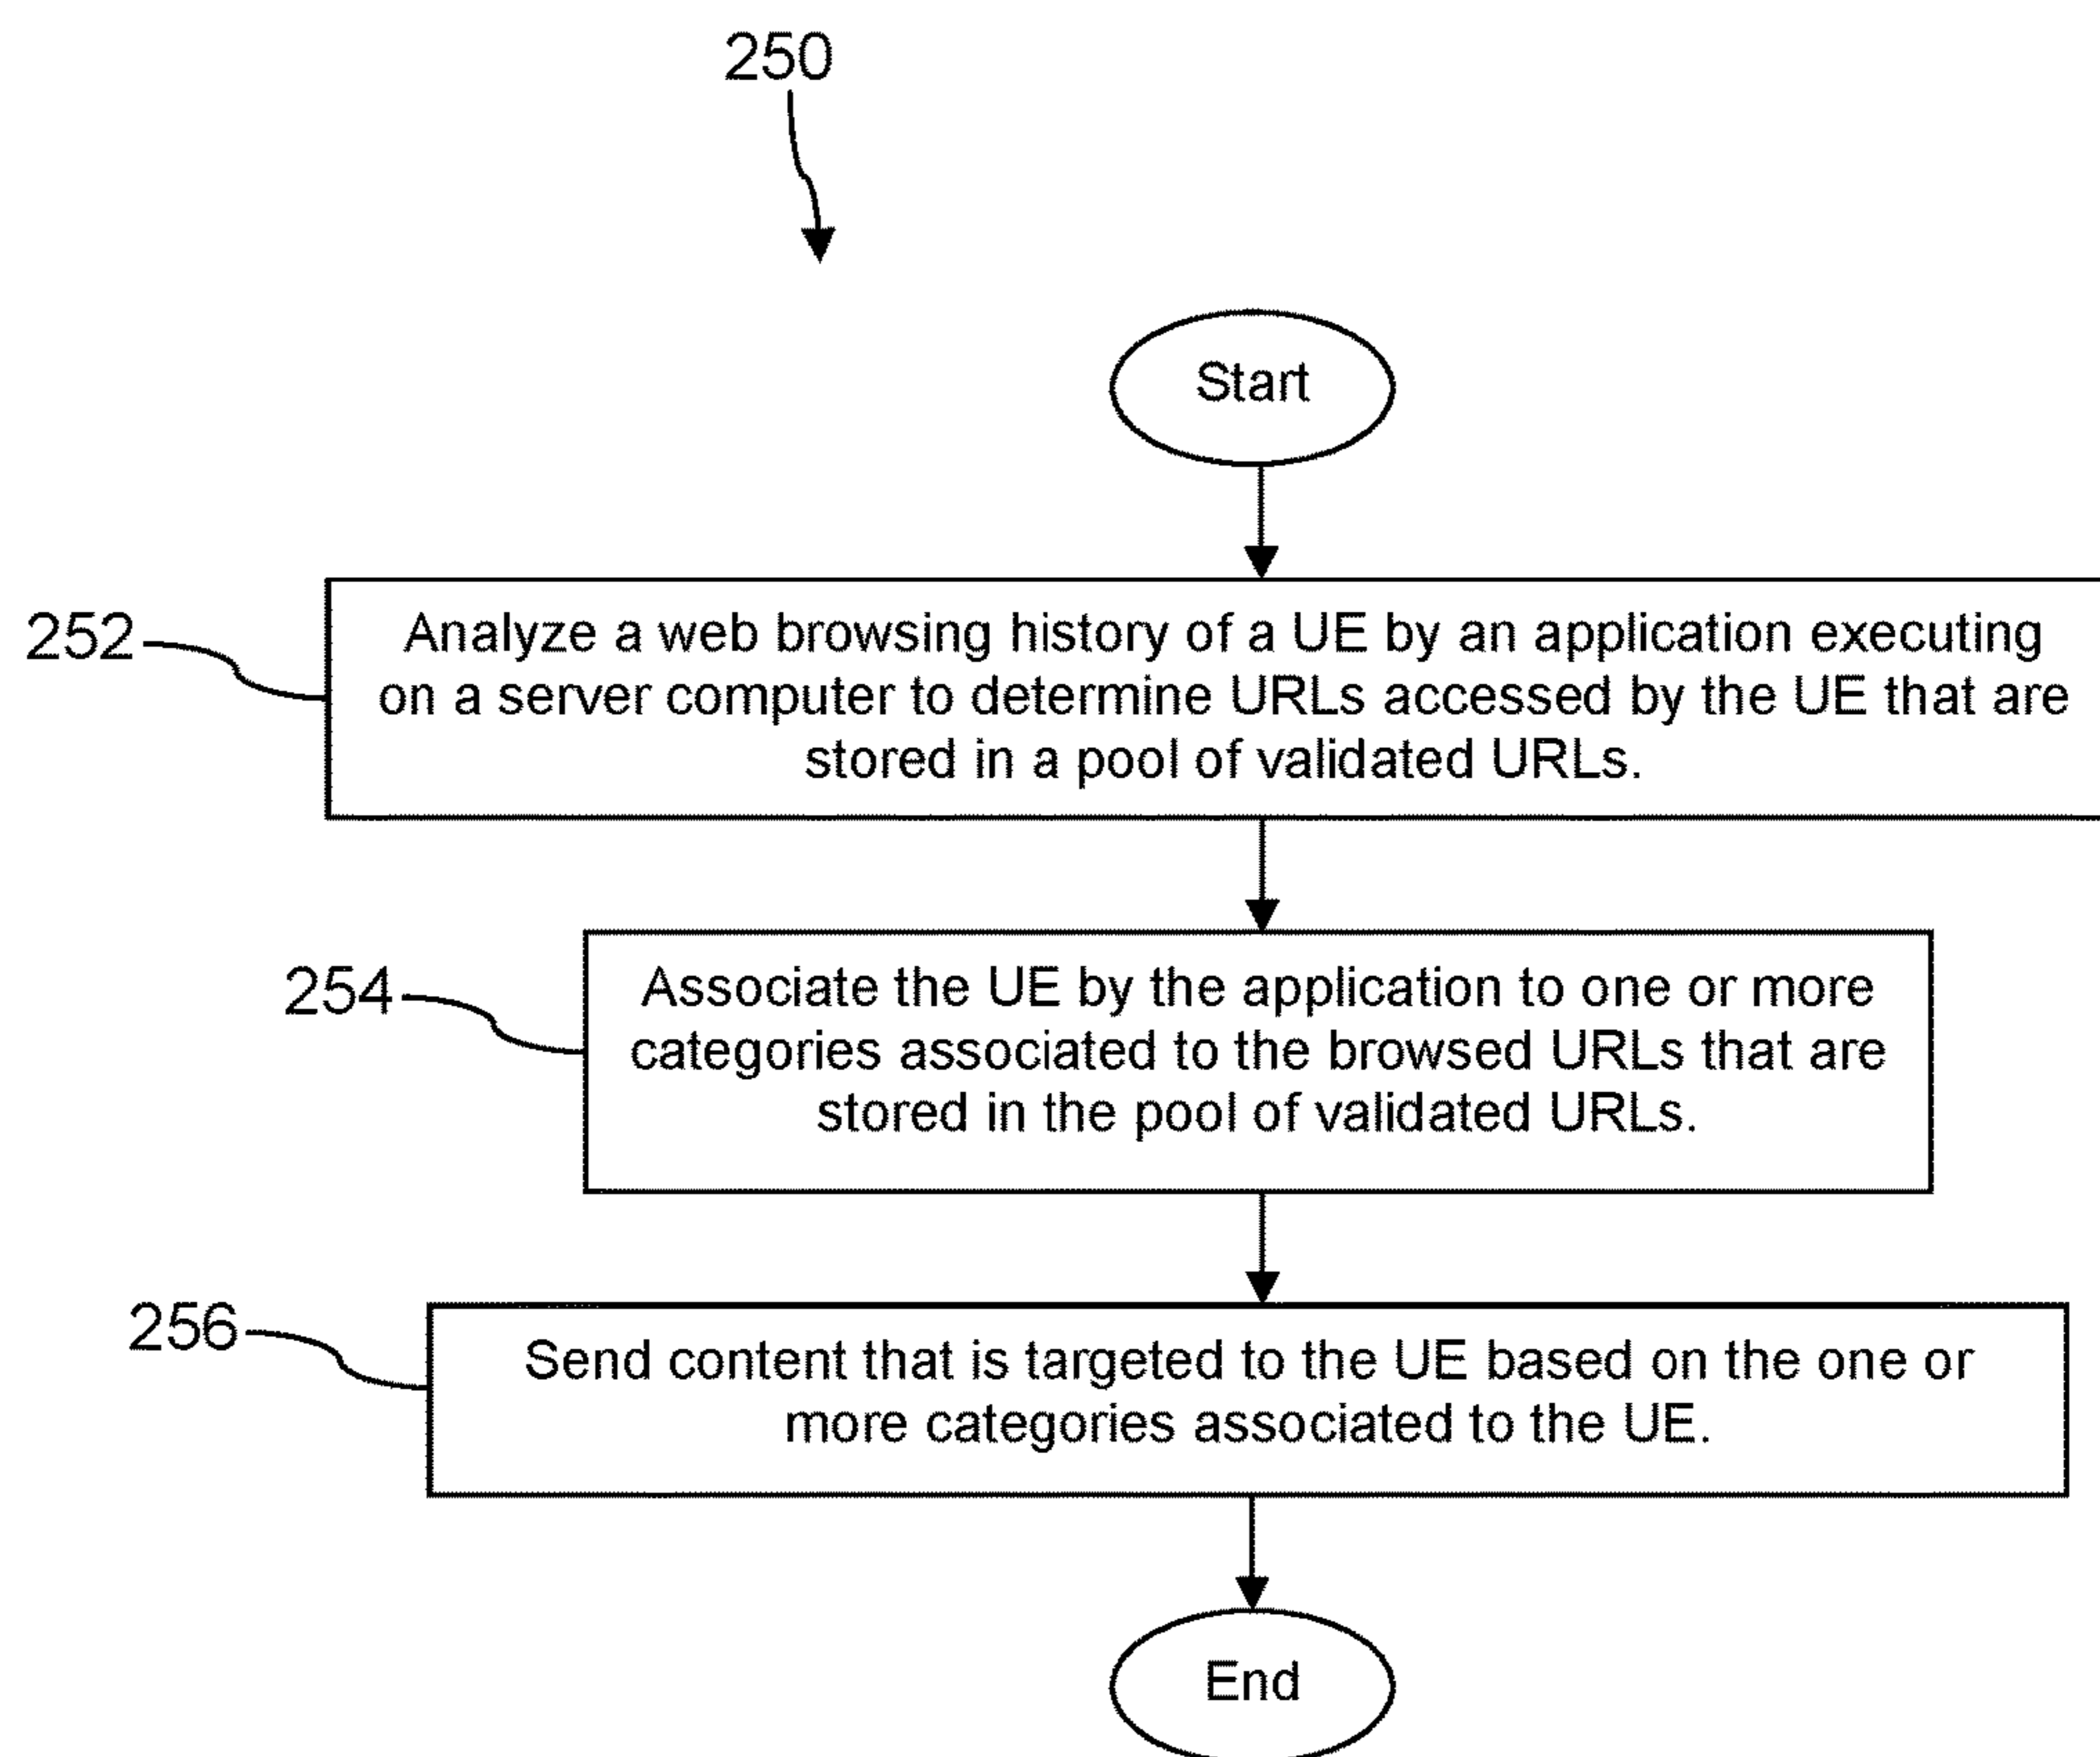 250
Start
252
Analyze a web browsing history of a UE by an application executing
on a server computer to determine URLs accessed by the UE that are
stored in a pool of validated URLs.
254
Associate the UE by the application to one or more
categories associated to the browsed URLs that are
stored in the pool of validated URLs.
256
Send content that is targeted to the UE based on the one or
more categories associated to the UE.
End